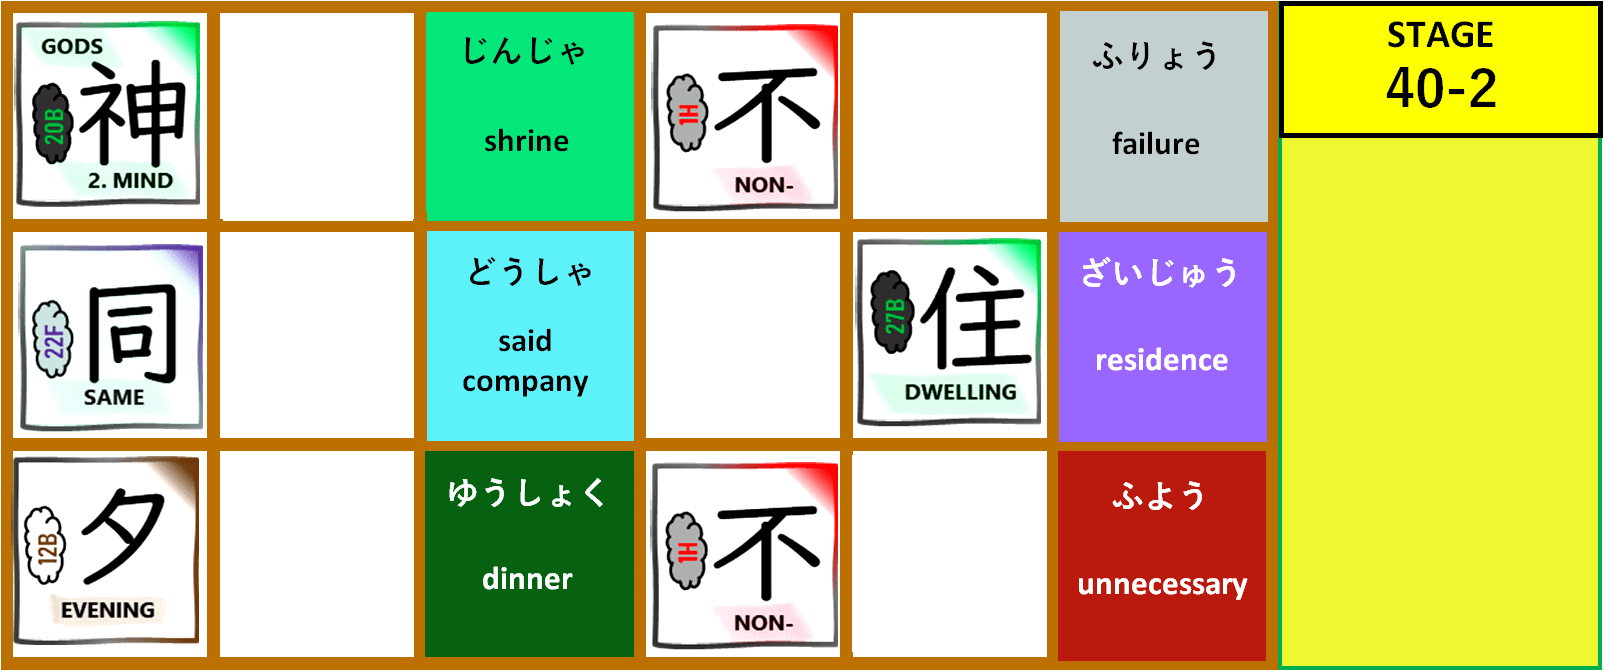 GODS
神
20B
2. MIND
じんじゃ
shrine
不
1H
NON-
ふりょう
failure
STAGE
40-2
同
22F
SAME
どうしゃ
said
company
住
27B
DWELLING
ざいじゅう
residence
夕
12B
EVENING
ゆうしょく
dinner
不
1H
NON-
ふよう
unnecessary